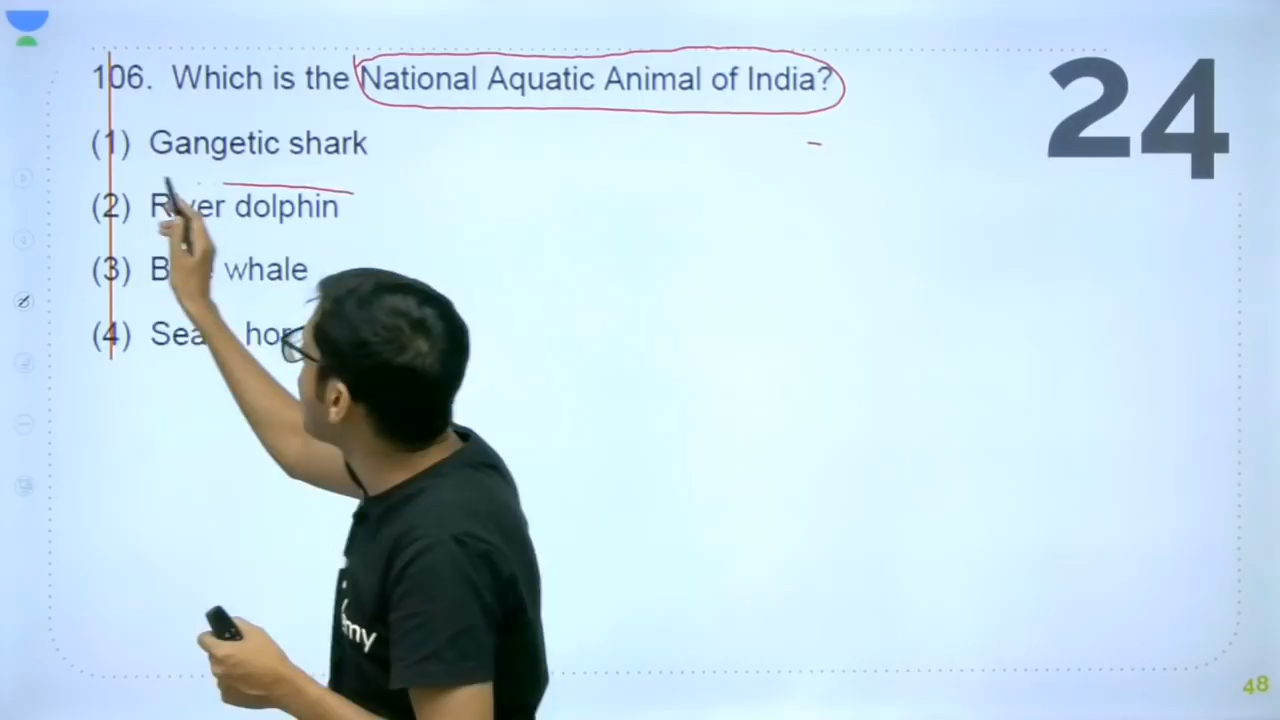 106. Which is the National Aquatic Animal of India?
24
(1) Gangetic shark
(2) River dolphin
(3) whale
(4) Sea
48